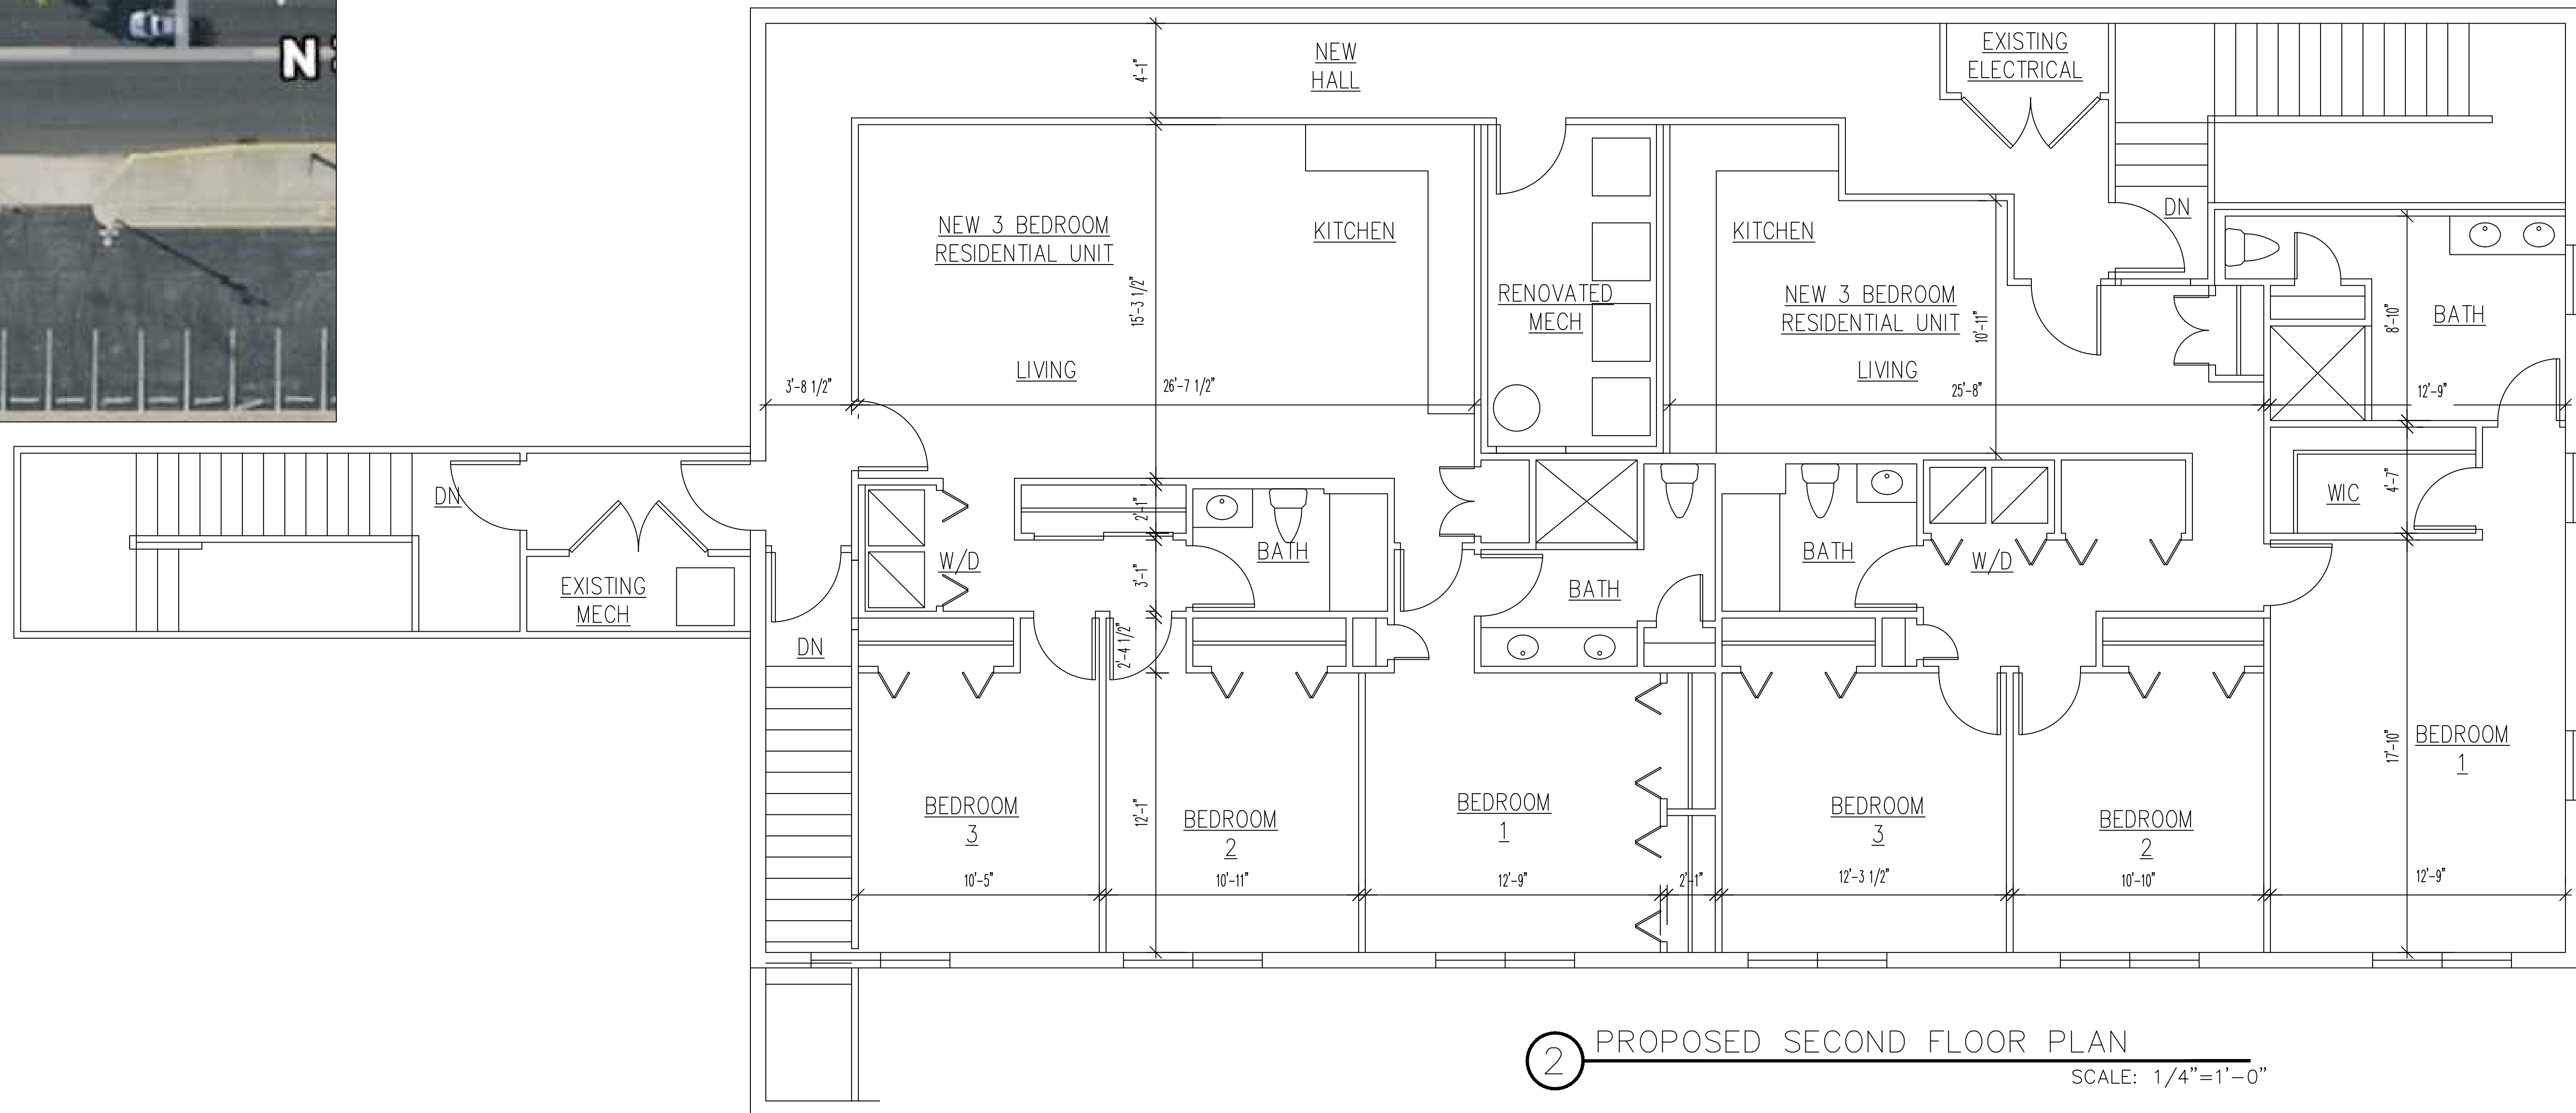 N
NEW
HALL
4'-1"
EXISTING
ELECTRICAL
NEW 3 BEDROOM
RESIDENTIAL UNIT
KITCHEN
KITCHEN
DN
15'-3 1/2"
RENOVATED
MECH
NEW 3 BEDROOM
RESIDENTIAL UNIT
10'-11"
8'-10"
BATH
LIVING
LIVING
3'-8 1/2"
26'-7 1/2"
25'-8"
12'-9"
DN
2'-1"
WIC
4'-7"
W/D
BATH
BATH
W/D
EXISTING
MECH
3'-1"
BATH
DN
2'-4 1/2"
17'-10"
BEDROOM
1
BEDROOM
3
12'-1"
BEDROOM
2
BEDROOM
1
BEDROOM
3
BEDROOM
2
10'-5"
10'-11"
12'-9"
2'-1"
12'-3 1/2"
10'-10"
12'-9"
2 PROPOSED SECOND FLOOR PLAN
SCALE: 1/4"=1'-0"